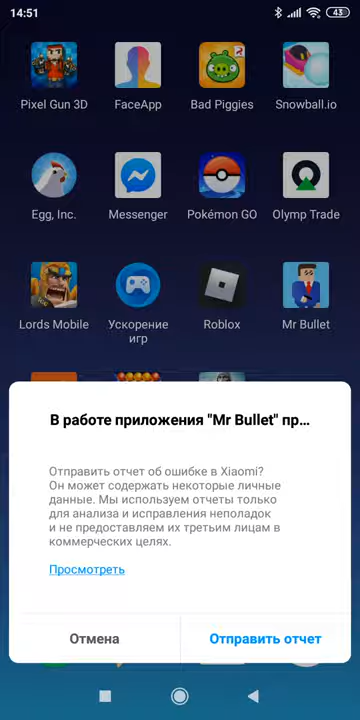 14:51
43
Pixel Gun 3D
FaceApp
Bad Piggies
Snowball.io
Egg, Inc.
Messenger
Pokémon GO
Olymp Trade
Lords Mobile
Ускорение
игр
Roblox
Mr Bullet
В работе приложения "Mr Bullet" пр...
Отправить отчет об ошибке в Xiaomi?
Он может содержать некоторые личные
данные. Мы используем отчеты только
для анализа и исправления неполадок
и не предоставляем их третьим лицам в
коммерческих целях.
Просмотреть
Отмена
Отправить отчет